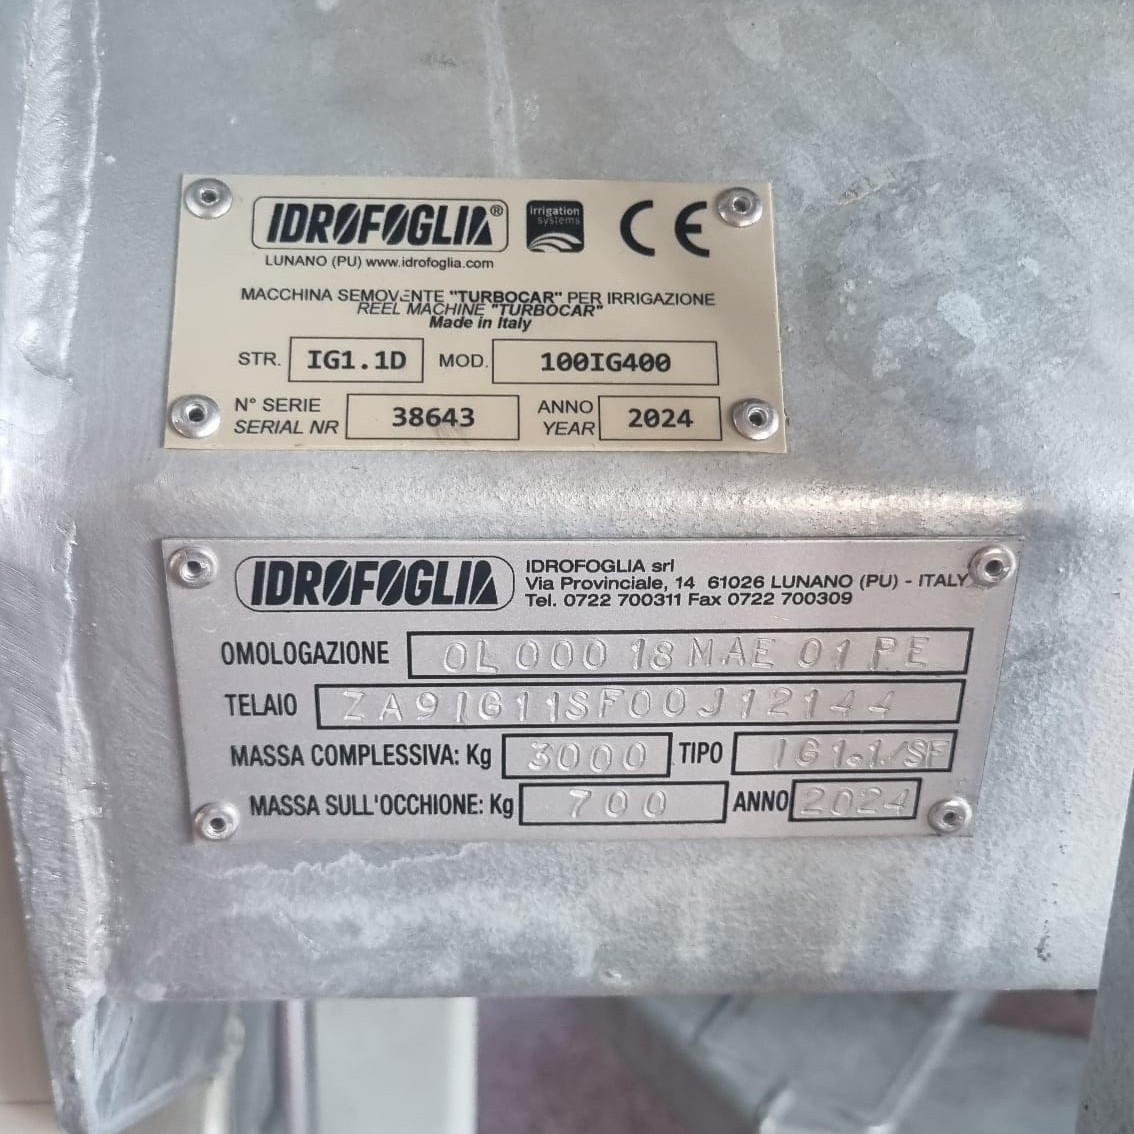 IDROFOGLIA®
irrigation
systems
CE
LUNANO (PU) www.idrofoglia.com
MACCHINA SEMOVENTE "TURBOCAR" PER IRRIGAZIONE
REEL MACHINE "TURBOCAR"
Made in Italy
STR. IG1.1D MOD. 100IG400
N° SERIE
SERIAL NR 38643
ANNO
YEAR 2024
IDROFOGLIA
IDROFOGLIA srl
Via Provinciale, 14 61026 LUNANO (PU) - ITALY
Tel. 0722 700311 Fax 0722 700309
OMOLOGAZIONE OL 000 18 MAE 01 PE
TELAIO ZA9IG11SF00J12144
MASSA COMPLESSIVA: Kg 3000 TIPO IG1.1/SF
MASSA SULL'OCCHIONE: Kg 700 ANNO 2024